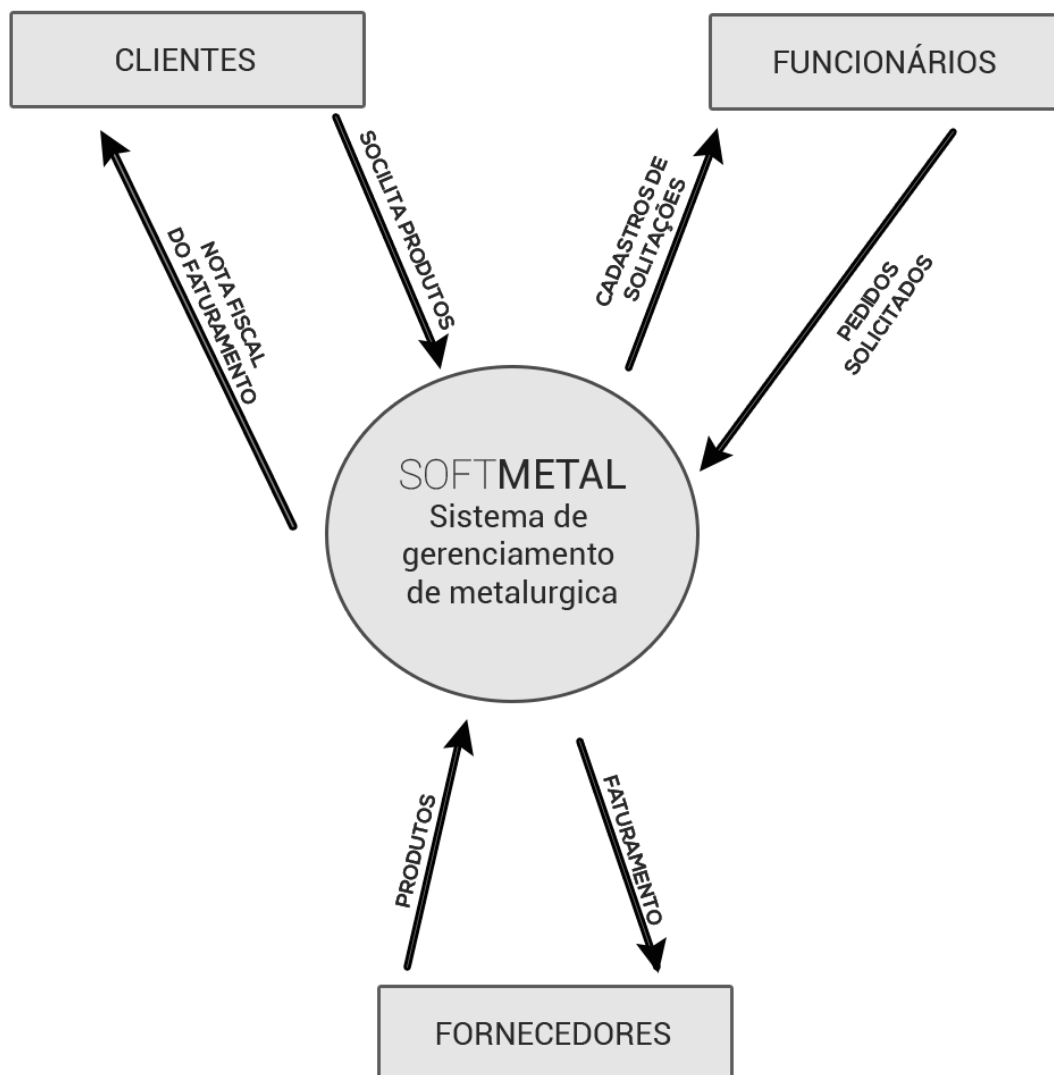 CLIENTES
FUNCIONÁRIOS
SOCILITA PRODUTOS
NOTA FISCAL
DO FATURAMENTO
CADASTROS DE
SOLITAÇÕES
PEDIDOS
SOLICITADOS
SOFTMETAL
Sistema de
gerenciamento
de metalurgica
PRODUTOS
FATURAMENTO
FORNECEDORES